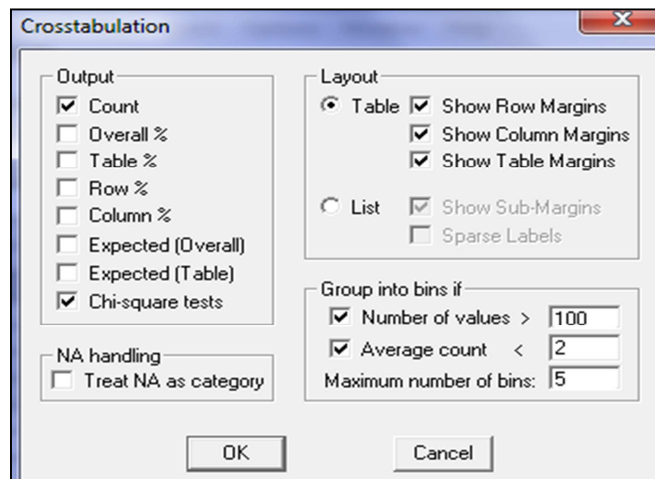 Crosstabulation
Output
Count
Overall %
Table %
Row %
Column %
Expected (Overall)
Expected (Table)
Chi-square tests
NA handling
Treat NA as category
Layout
Table Show Row Margins
Show Column Margins
Show Table Margins
List Show Sub-Margins
Sparse Labels
Group into bins if
Number of values > 100
Average count < 2
Maximum number of bins: 5
OK Cancel